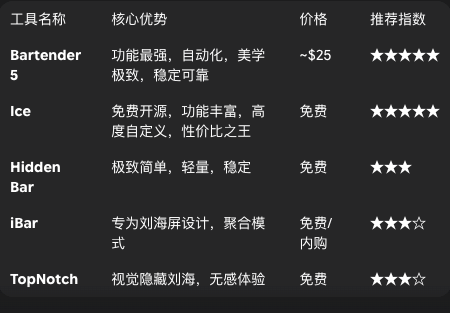 工具名称 核心优势 价格 推荐指数
Bartender 5 功能最强，自动化，美学极致，稳定可靠 ~$25 ★★★★★
Ice 免费开源，功能丰富，高度自定义，性价比之王 免费 ★★★★★
Hidden Bar 极致简单，轻量，稳定 免费 ★★★
iBar 专为刘海屏设计，聚合模式 免费/内购 ★★★☆
TopNotch 视觉隐藏刘海，无感体验 免费 ★★★☆